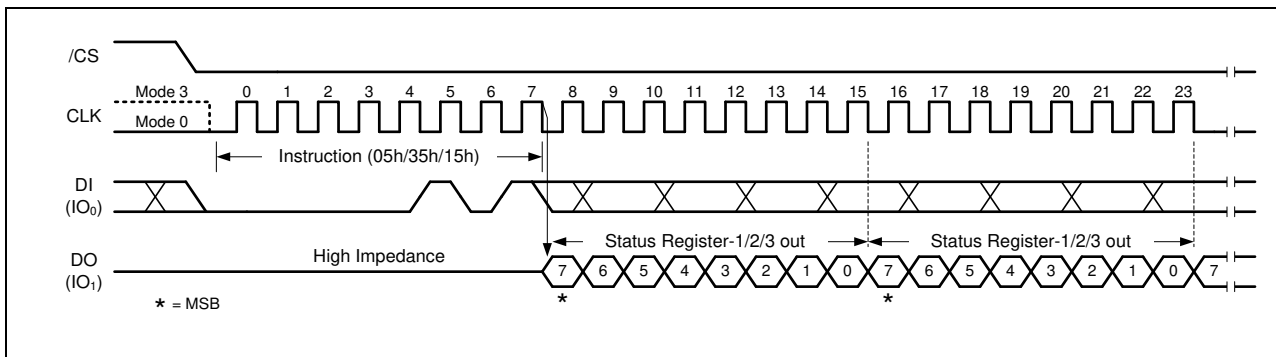 /CS
Mode 3
0 1 2 3 4 5 6 7 8 9 10 11 12 13 14 15 16 17 18 19 20 21 22 23
CLK
Mode 0
Instruction (05h/35h/15h)
DI
(IO0)
Status Register-1/2/3 out Status Register-1/2/3 out
High Impedance
DO
(IO1)
7 6 5 4 3 2 1 0 7 6 5 4 3 2 1 0 7
* *
* = MSB